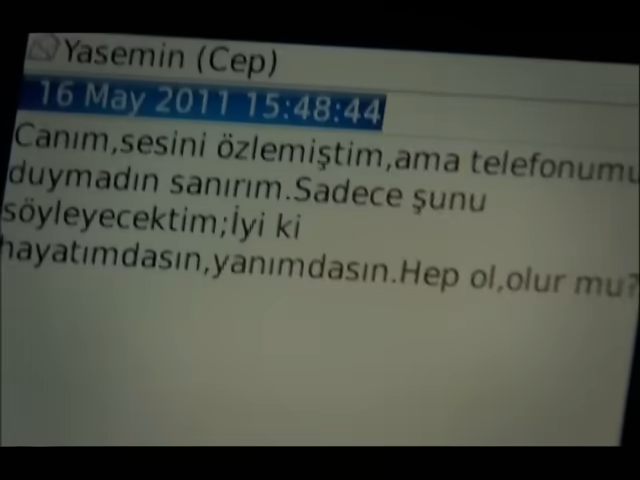 Yasemin (Cep)
16 May 2011 15:48:44
Canım,sesini özlemiştim,ama telefonumu
duymadın sanırım.Sadece şunu
söyleyecektim;İyi ki
hayatımdasın,yanımdasın.Hep ol,olur mu?